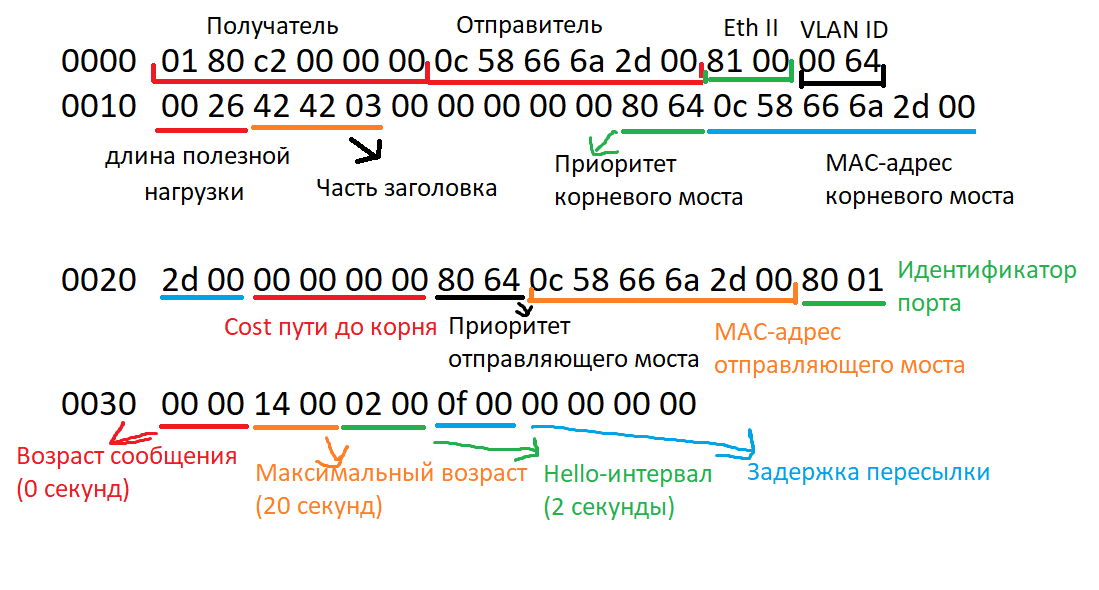 Получатель Отправитель Eth II VLAN ID
0000 01 80 c2 00 00 00 0c 58 66 6a 2d 00 81 00 00 64
0010 00 26 42 42 03 00 00 00 00 00 80 64 0c 58 66 6a 2d 00
длина полезной
нагрузки
Часть заголовка
Приоритет
корневого моста
МАС-адрес
корневого моста
0020 2d 00 00 00 00 00 80 64 0c 58 66 6a 2d 00 80 01
Идентификатор
порта
Cost пути до корня
Приоритет
отправляющего моста
МАС-адрес
отправляющего моста
0030 00 00 14 00 02 00 0f 00 00 00 00 00
Возраст сообщения
(0 секунд)
Максимальный возраст
(20 секунд)
Hello-интервал
(2 секунды)
Задержка пересылки